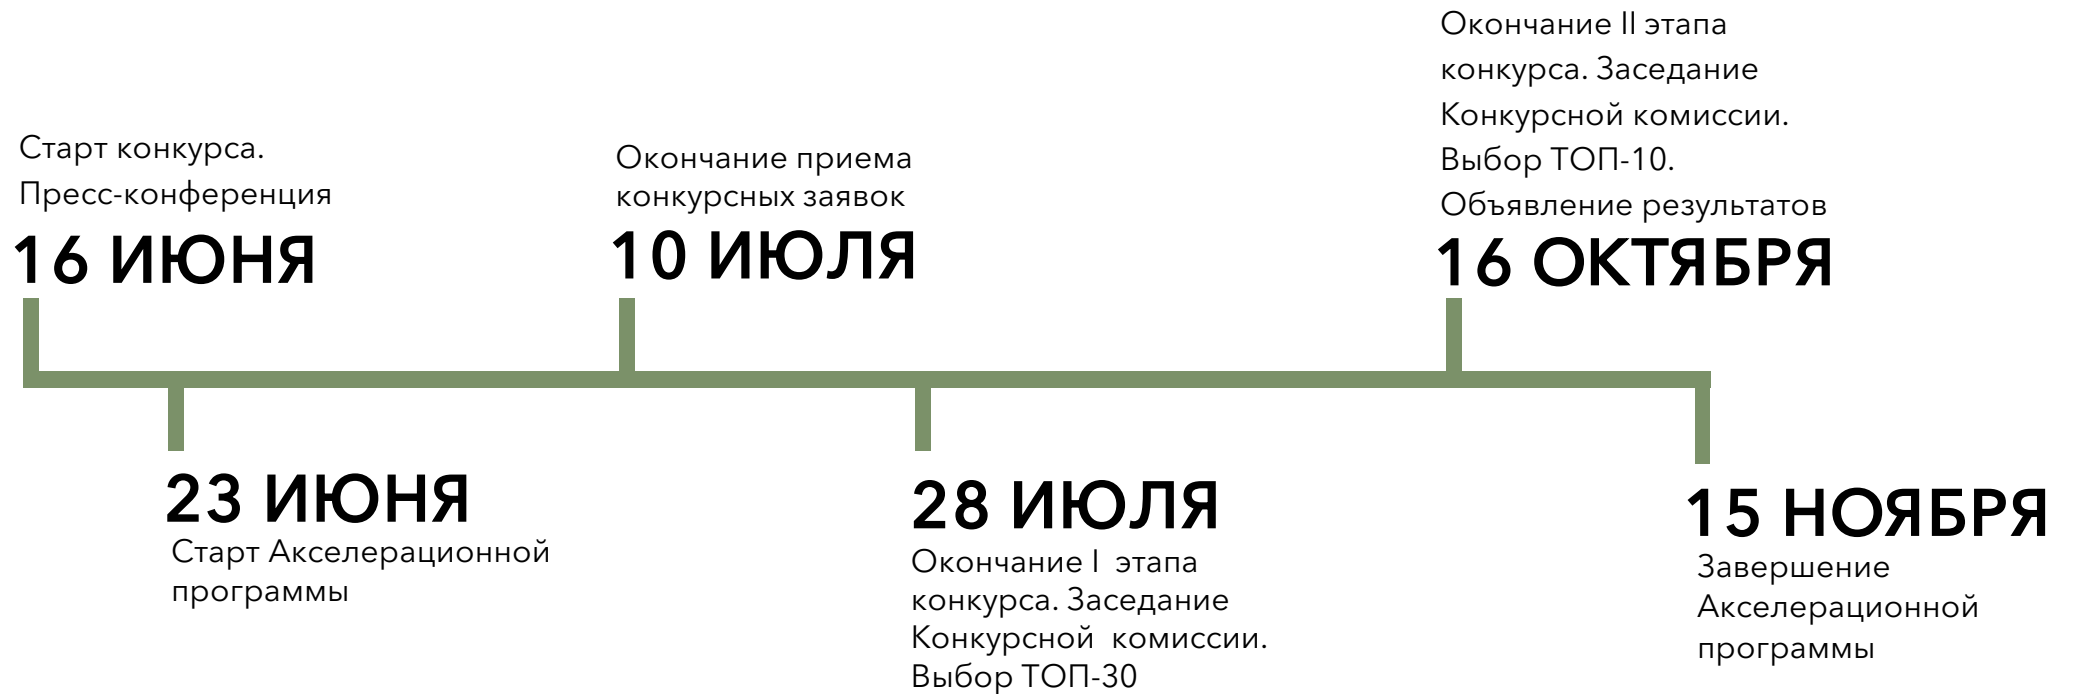 Старт конкурса.
Пресс-конференция
16 ИЮНЯ
23 ИЮНЯ
Старт Акселерационной
программы
Окончание приема
конкурсных заявок
10 ИЮЛЯ
28 ИЮЛЯ
Окончание I этапа
конкурса. Заседание
Конкурсной комиссии.
Выбор ТОП-30
Окончание II этапа
конкурса. Заседание
Конкурсной комиссии.
Выбор ТОП-10.
Объявление результатов
16 ОКТЯБРЯ
15 НОЯБРЯ
Завершение
Акселерационной
программы